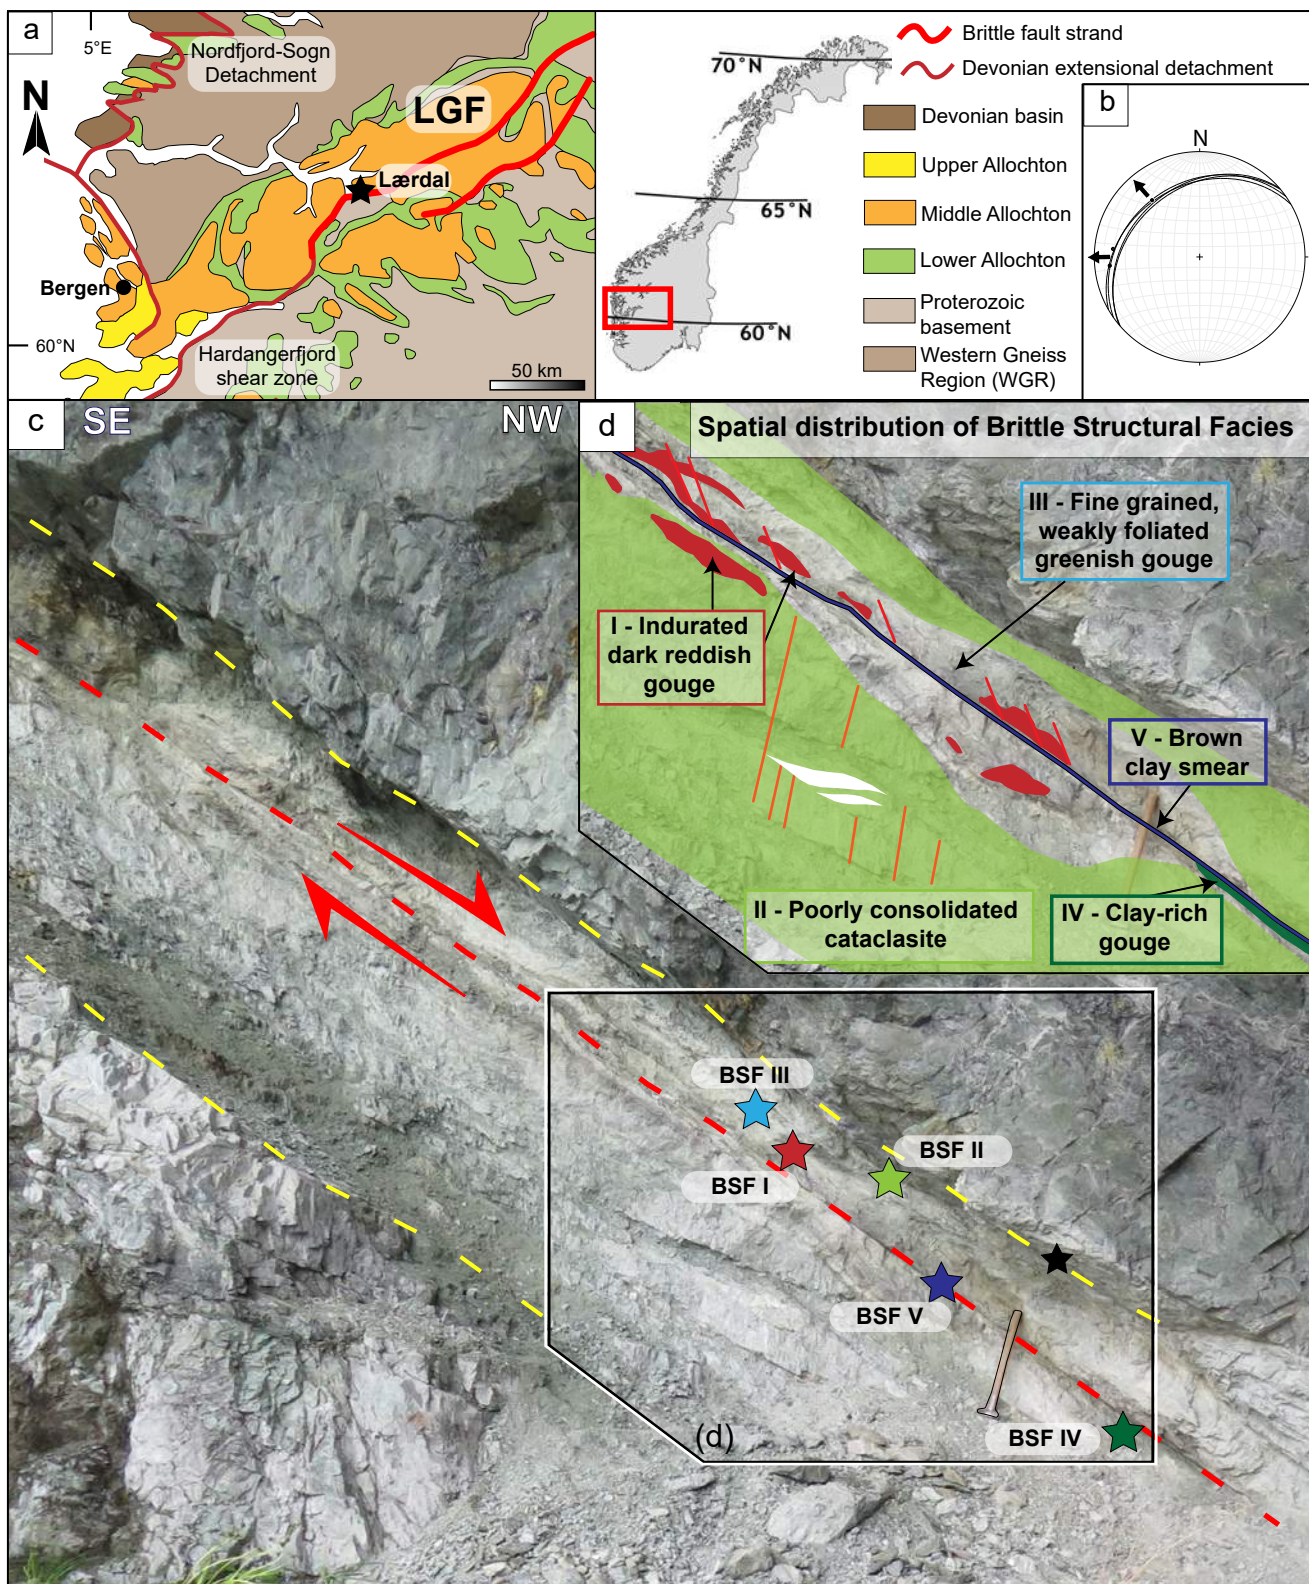 a
5°E
Nordfjord-Sogn
Detachment
N
LGF
Lærdal
Bergen
60°N
Hardangerfjord
shear zone
50 km
70°N
65°N
60°N
Brittle fault strand
Devonian extensional detachment
Devonian basin
Upper Allochton
Middle Allochton
Lower Allochton
Proterozoic
basement
Western Gneiss
Region (WGR)
b
N
c
SE
NW
d
Spatial distribution of Brittle Structural Facies
III - Fine grained,
weakly foliated
greenish gouge
I - Indurated
dark reddish
gouge
V - Brown
clay smear
II - Poorly consolidated
cataclasite
IV - Clay-rich
gouge
BSF III
BSF II
BSF I
BSF V
BSF IV
(d)